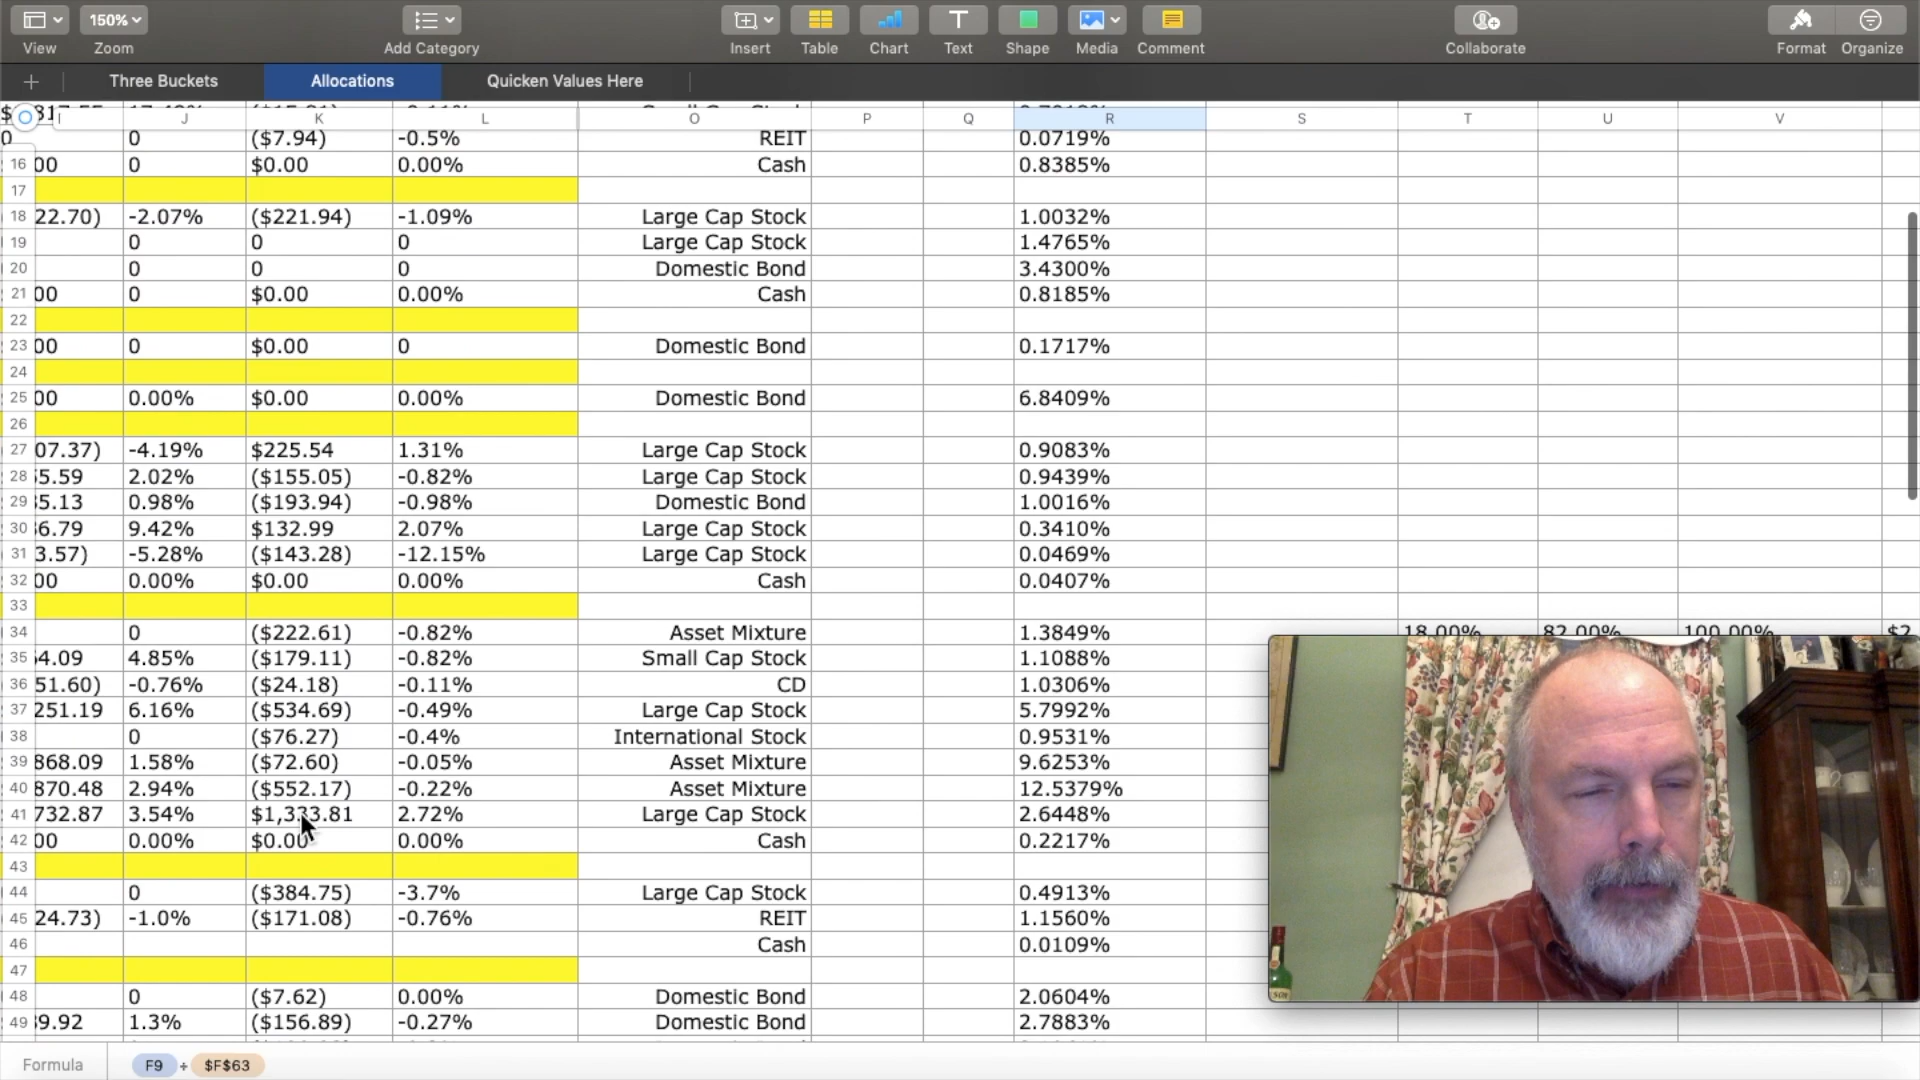 150%
View Zoom Add Category Insert Table Chart Text Shape Media Comment Collaborate Format Organize
Three Buckets Allocations Quicken Values Here
I J K L O P Q R S T U V
0 0 ($7.94) -0.5% REIT 0.0719%
16 00 0 $0.00 0.00% Cash 0.8385%
17
18 22.70) -2.07% ($221.94) -1.09% Large Cap Stock 1.0032%
19 0 0 0 Large Cap Stock 1.4765%
20 0 0 0 Domestic Bond 3.4300%
21 00 0 $0.00 0.00% Cash 0.8185%
22
23 00 0 $0.00 0 Domestic Bond 0.1717%
24
25 00 0.00% $0.00 0.00% Domestic Bond 6.8409%
26
27 07.37) -4.19% $225.54 1.31% Large Cap Stock 0.9083%
28 5.59 2.02% ($155.05) -0.82% Large Cap Stock 0.9439%
29 5.13 0.98% ($193.94) -0.98% Domestic Bond 1.0016%
30 6.79 9.42% $132.99 2.07% Large Cap Stock 0.3410%
31 3.57) -5.28% ($143.28) -12.15% Large Cap Stock 0.0469%
32 00 0.00% $0.00 0.00% Cash 0.0407%
33
34 0 ($222.61) -0.82% Asset Mixture 1.3849% 18.00% 82.00% 100.00% $2
35 4.09 4.85% ($179.11) -0.82% Small Cap Stock 1.1088%
36 51.60) -0.76% ($24.18) -0.11% CD 1.0306%
37 251.19 6.16% ($534.69) -0.49% Large Cap Stock 5.7992%
38 0 ($76.27) -0.4% International Stock 0.9531%
39 868.09 1.58% ($72.60) -0.05% Asset Mixture 9.6253%
40 870.48 2.94% ($552.17) -0.22% Asset Mixture 12.5379%
41 732.87 3.54% $1,333.81 2.72% Large Cap Stock 2.6448%
42 00 0.00% $0.00 0.00% Cash 0.2217%
43
44 0 ($384.75) -3.7% Large Cap Stock 0.4913%
45 24.73) -1.0% ($171.08) -0.76% REIT 1.1560%
46 Cash 0.0109%
47
48 0 ($7.62) 0.00% Domestic Bond 2.0604%
49 9.92 1.3% ($156.89) -0.27% Domestic Bond 2.7883%
Formula F9 ÷ $F$63